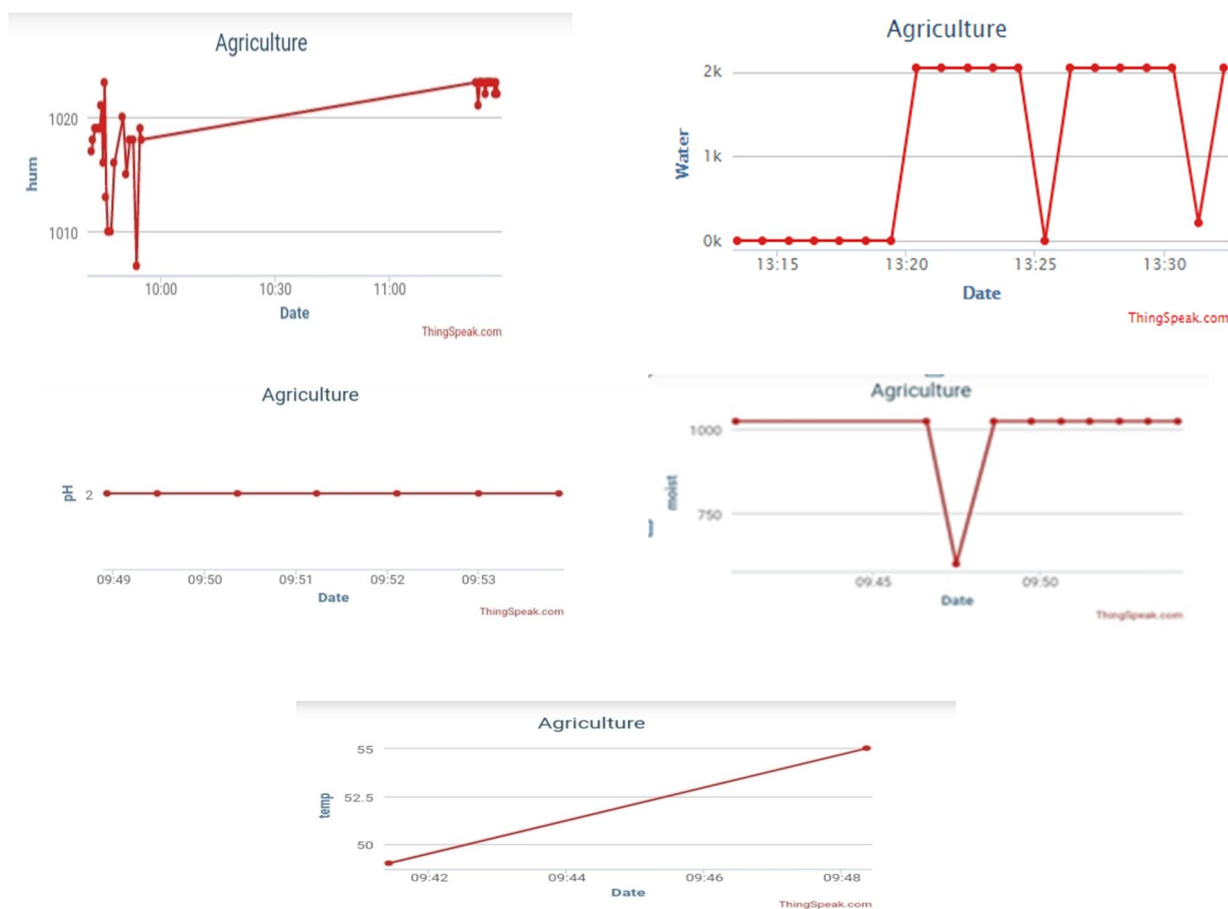 Agriculture
1020
1010
hum
10:00 10:30 11:00
Date
ThingSpeak.com
Agriculture
2k
1k
0k
Water
13:15 13:20 13:25 13:30
Date
ThingSpeak.com
Agriculture
pH
2
09:49 09:50 09:51 09:52 09:53
Date
ThingSpeak.com
Agriculture
1000
750
moist
09:45 09:50
Date
ThingSpeak.com
Agriculture
55
52.5
50
temp
09:42 09:44 09:46 09:48
Date
ThingSpeak.com